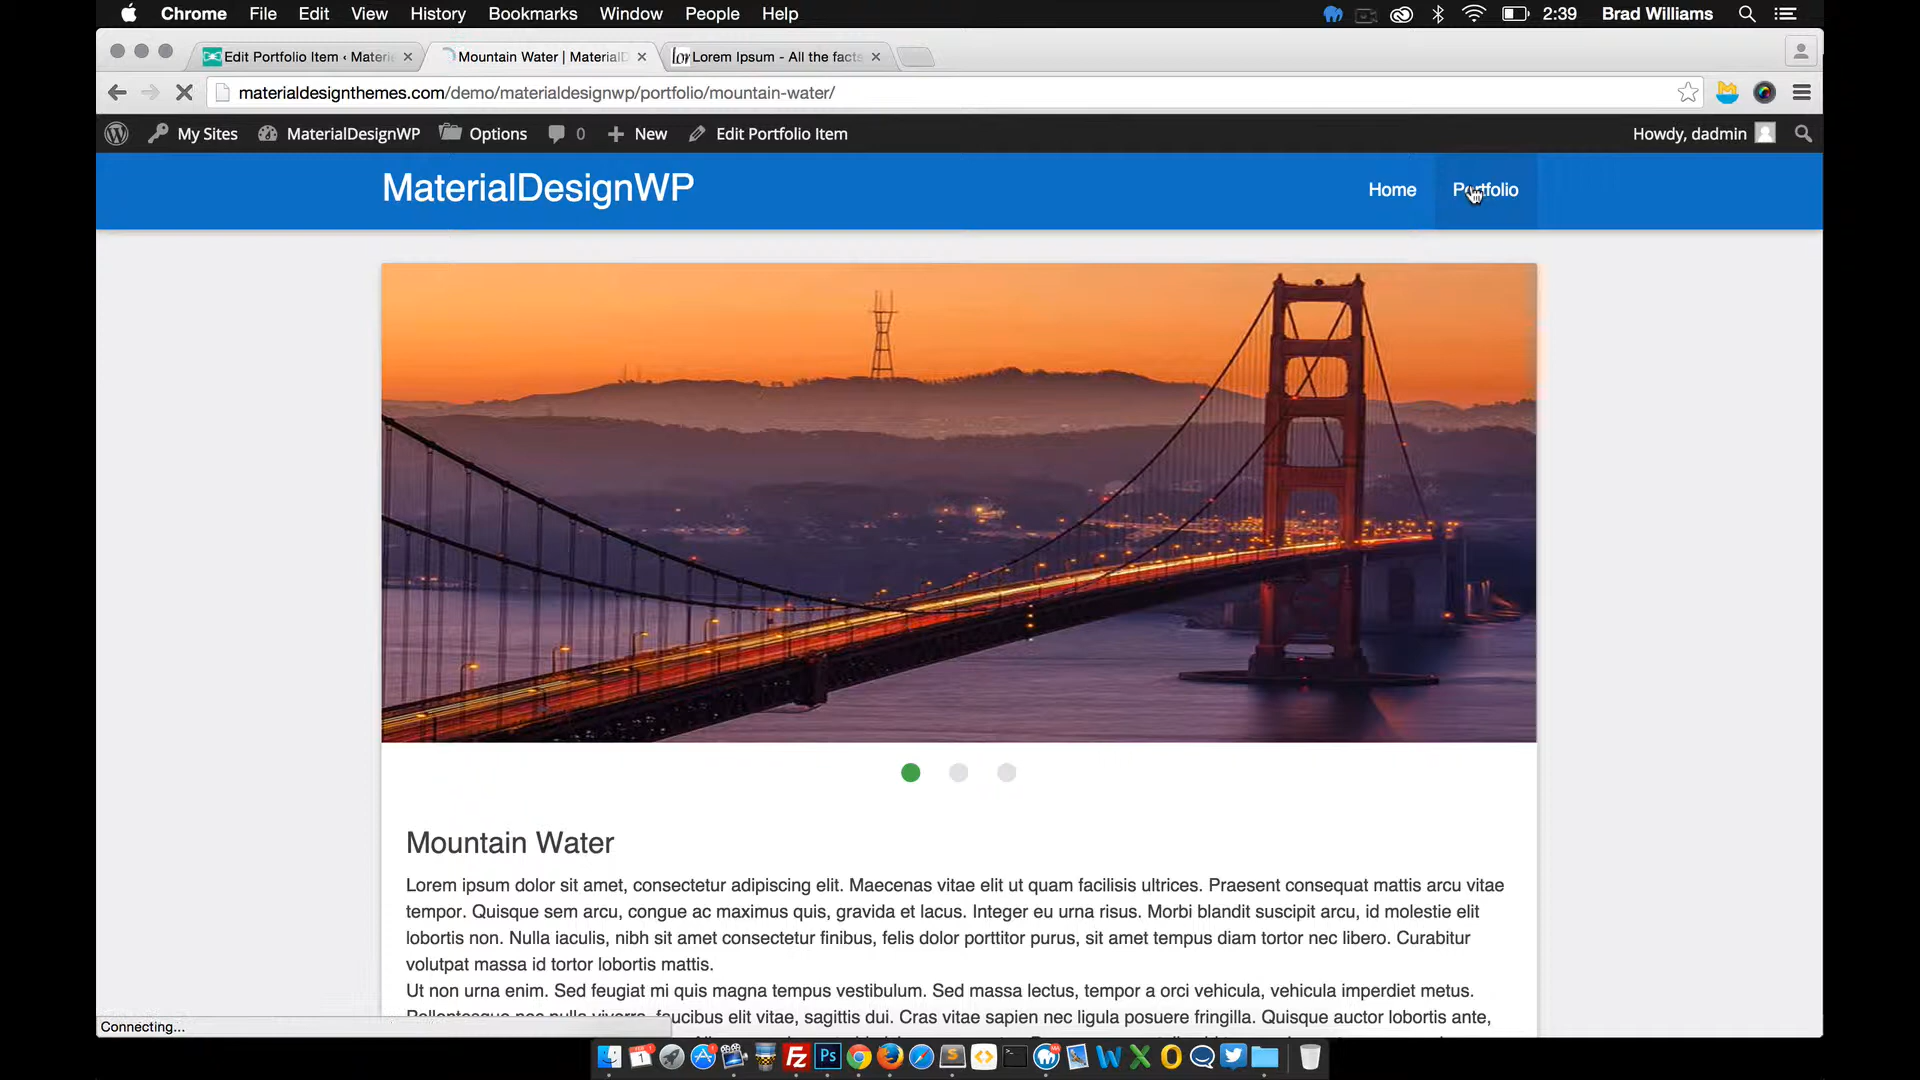 Chrome File Edit View History Bookmarks Window People Help 2:39 Brad Williams
Edit Portfolio Item ‹ Materi Mountain Water | MaterialD Lorem Ipsum - All the facts
materialdesignthemes.com/demo/materialdesignwp/portfolio/mountain-water/
My Sites MaterialDesignWP Options 0 New Edit Portfolio Item Howdy, dadmin
MaterialDesignWP Home Portfolio
Mountain Water
Lorem ipsum dolor sit amet, consectetur adipiscing elit. Maecenas vitae elit ut quam facilisis ultrices. Praesent consequat mattis arcu vitae
tempor. Quisque sem arcu, congue ac maximus quis, gravida et lacus. Integer eu urna risus. Morbi blandit suscipit arcu, id molestie elit
lobortis non. Nulla iaculis, nibh sit amet consectetur finibus, felis dolor porttitor purus, sit amet tempus diam tortor nec libero. Curabitur
volutpat massa id tortor lobortis mattis.
Ut non urna enim. Sed feugiat mi quis magna tempus vestibulum. Sed massa lectus, tempor a orci vehicula, vehicula imperdiet metus.
faucibus elit vitae, sagittis dui. Cras vitae sapien nec ligula posuere fringilla. Quisque auctor lobortis ante,
Connecting...